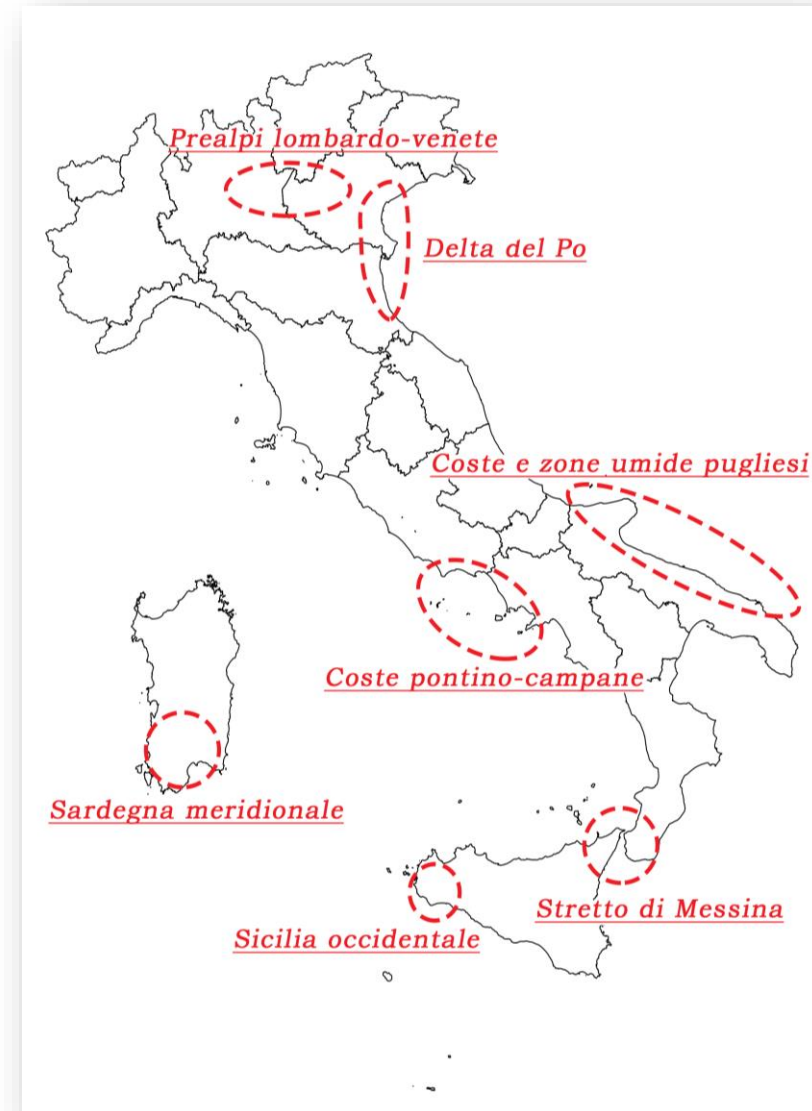 Prealpi lombardo-venete
Delta del Po
Coste e zone umide pugliesi
Coste pontino-campane
Sardegna meridionale
Stretto di Messina
Sicilia occidentale